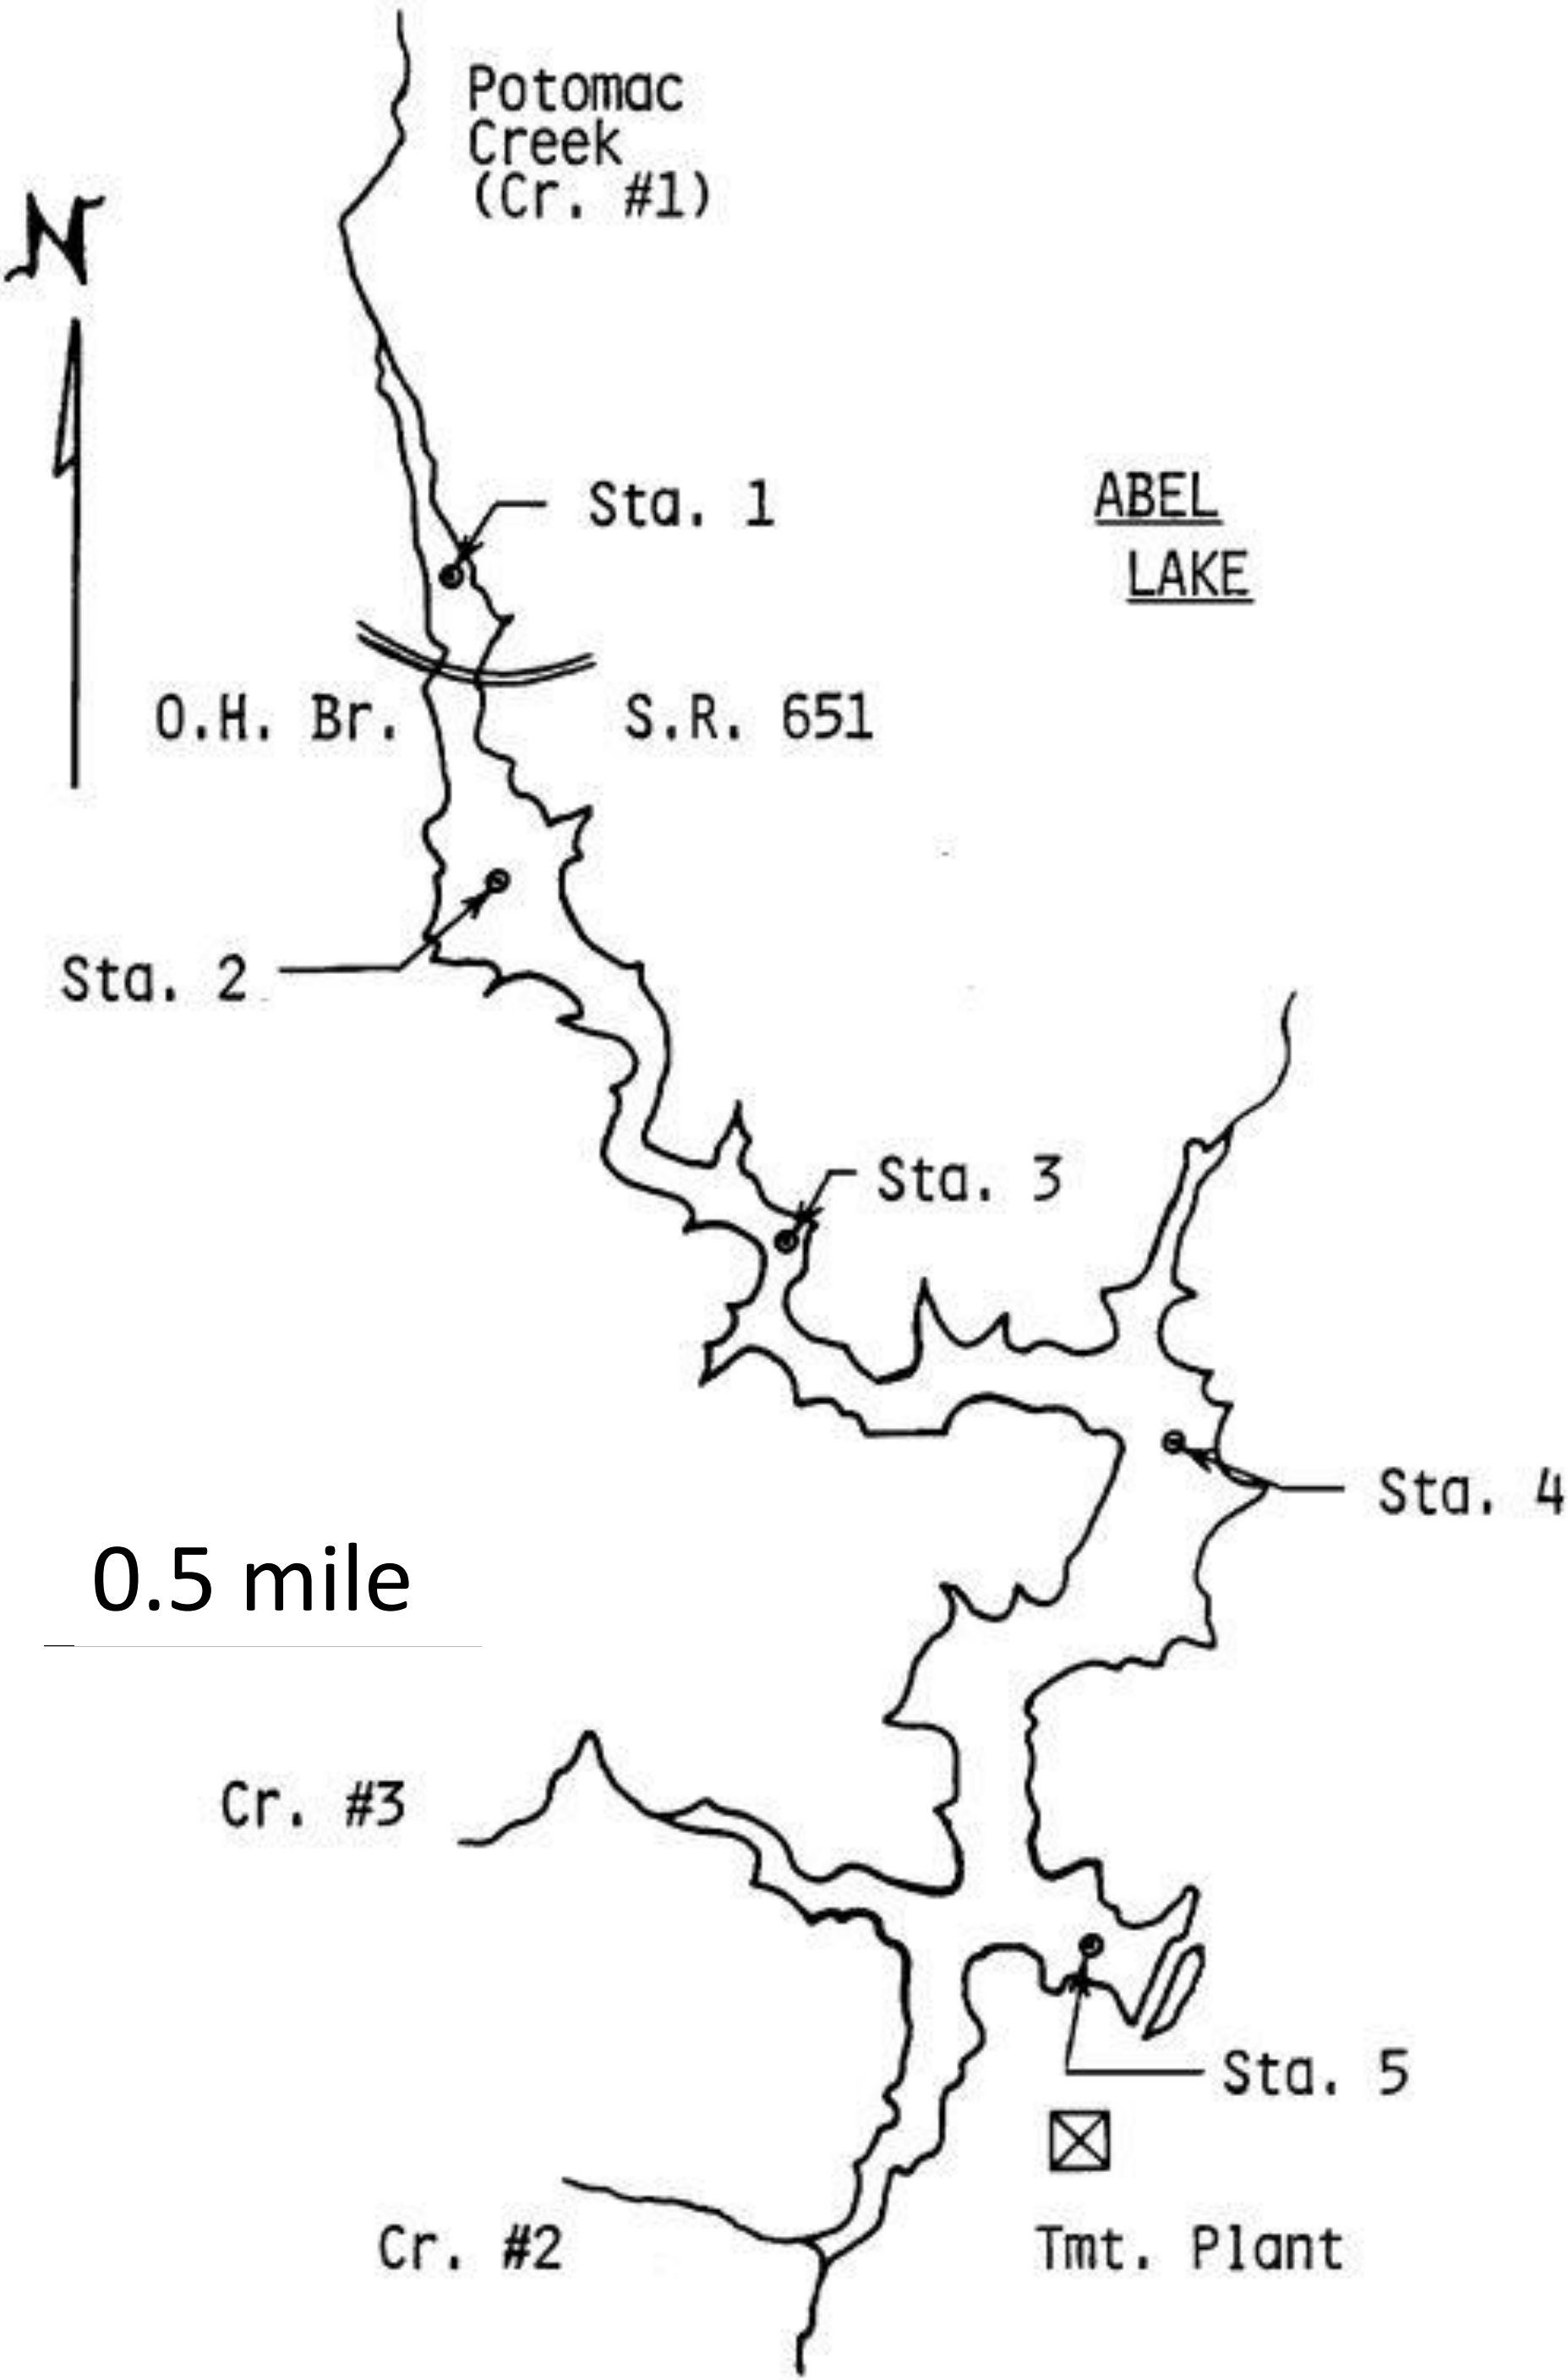 Potomac
Creek
(Cr. #1)
N
Sta. 1
ABEL
LAKE
O.H. Br.
S.R. 651
Sta. 2
Sta. 3
Sta. 4
0.5 mile
Cr. #3
Sta. 5
Cr. #2
Tmt. Plant